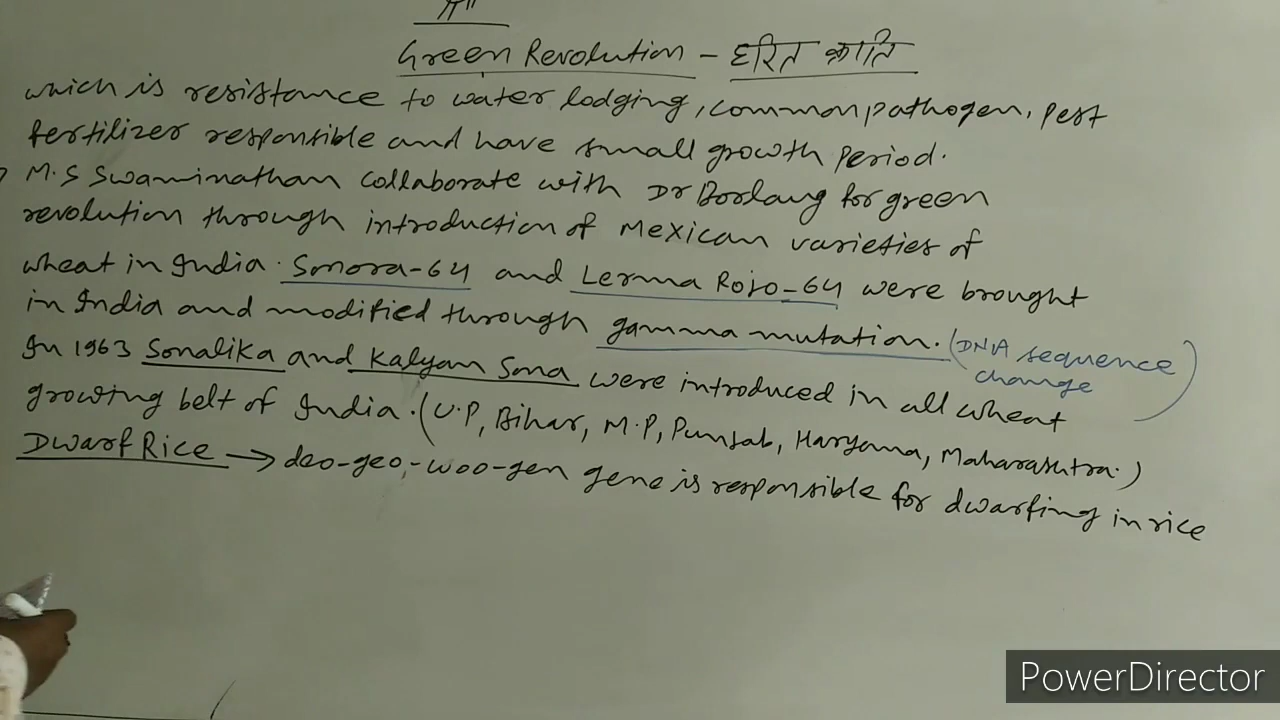 Green Revolution - हरित क्रांति
which is resistance to water lodging, common pathogen, pest
fertilizer responsible and have small growth period.
M.S Swaminathan collaborate with Dr Borlaug for green
revolution through introduction of Mexican varieties of
wheat in India. Sonora-64 and Lerma Rojo-64 were brought
in India and modified through gamma mutation. (DNA sequence change)
In 1963 Sonalika and Kalyan Sona were introduced in all wheat
growing belt of India. (U.P, Bihar, M.P, Punjab, Haryana, Maharashtra.)
Dwarf Rice → deo-geo-woo-gen gene is responsible for dwarfing in rice
PowerDirector